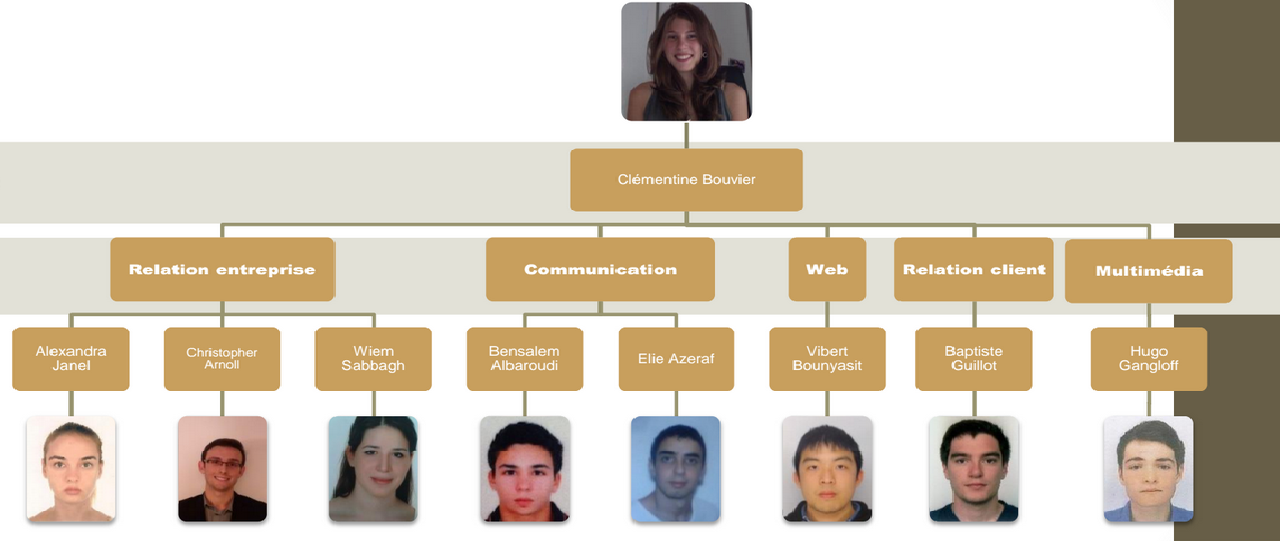 Clémentine Bouvier
Relation entreprise
Communication
Web
Relation client
Multimédia
Alexandra
Janel
Christopher
Arnoll
Wiem
Sabbagh
Bensalem
Albaroudi
Elie Azeraf
Vibert
Bounyasit
Baptiste
Guillot
Hugo
Gangloff